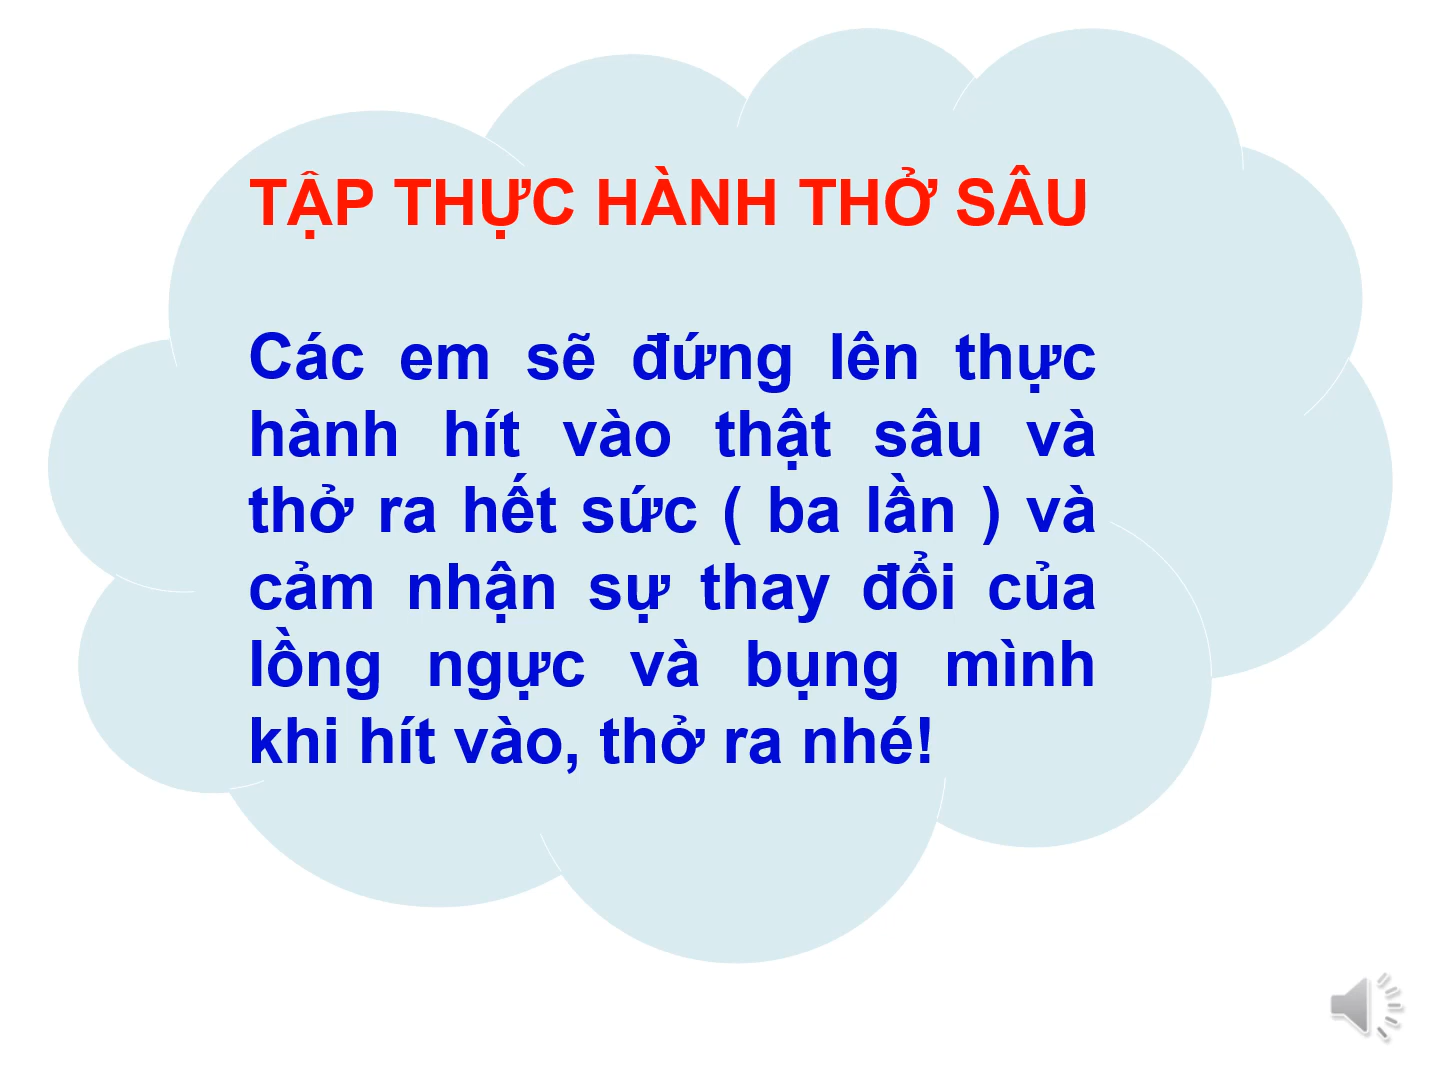 TẬP THỰC HÀNH THỞ SÂU
Các em sẽ đứng lên thực
hành hít vào thật sâu và
thở ra hết sức ( ba lần ) và
cảm nhận sự thay đổi của
lồng ngực và bụng mình
khi hít vào, thở ra nhé!